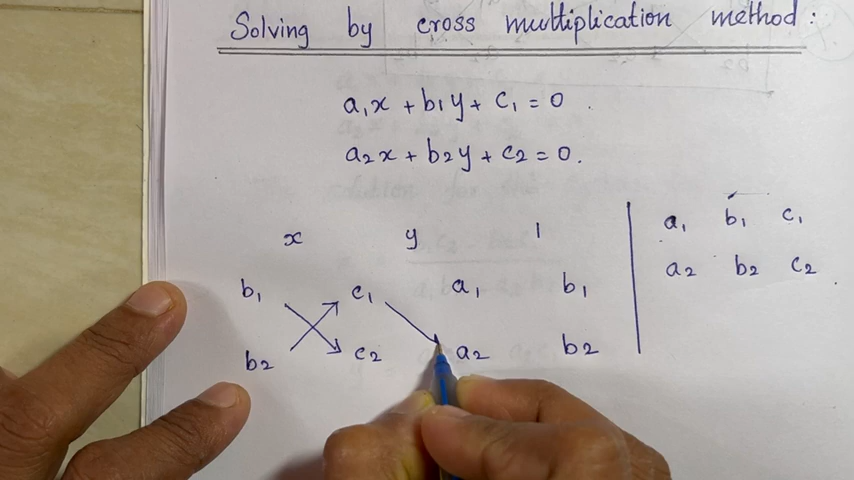 Solving by cross multiplication method:
a₁x + b₁y + c₁ = 0.
a₂x + b₂y + c₂ = 0.
x y 1
b₁ c₁ a₁ b₁
b₂ c₂ a₂ b₂
a₁ b₁ c₁
a₂ b₂ c₂